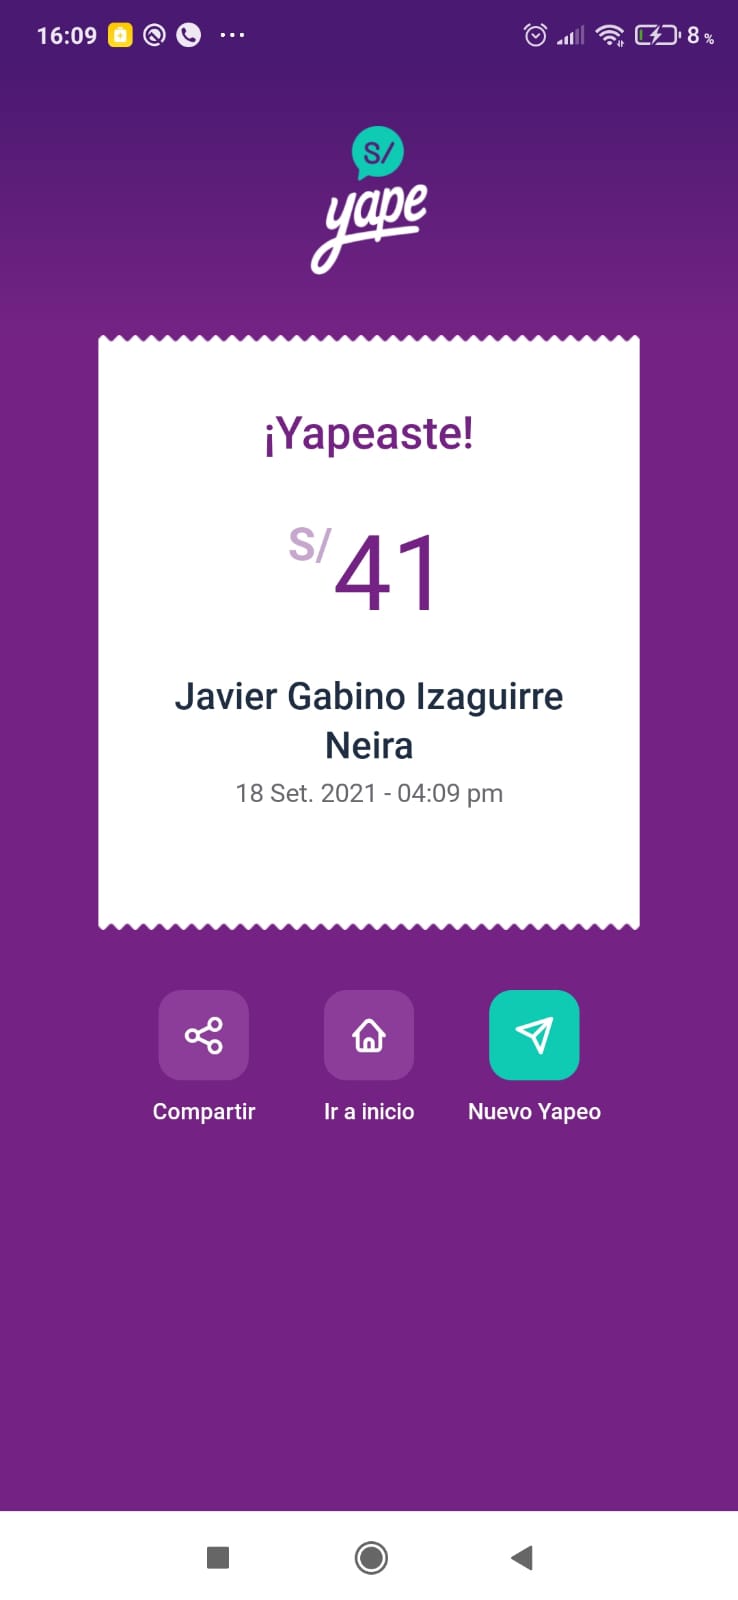 16:09 8 %
S/
yape
¡Yapeaste!
S/ 41
Javier Gabino Izaguirre
Neira
18 Set. 2021 - 04:09 pm
Compartir Ir a inicio Nuevo Yapeo